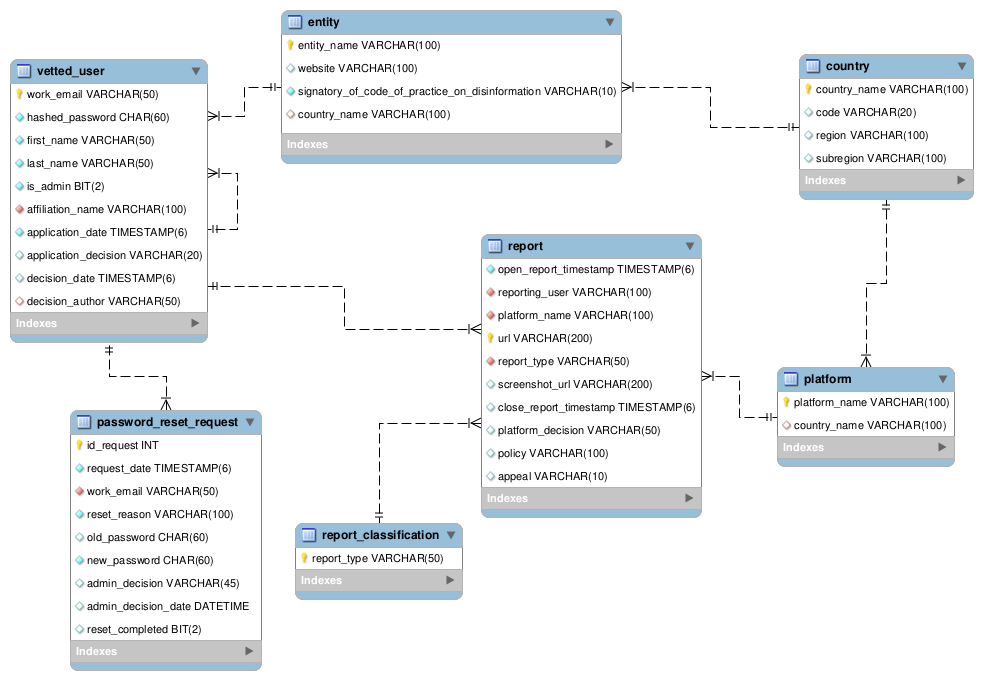 entity
entity_name VARCHAR(100)
website VARCHAR(100)
signatory_of_code_of_practice_on_disinformation VARCHAR(10)
country_name VARCHAR(100)
Indexes
vetted_user
work_email VARCHAR(50)
hashed_password CHAR(60)
first_name VARCHAR(50)
last_name VARCHAR(50)
is_admin BIT(2)
affiliation_name VARCHAR(100)
application_date TIMESTAMP(6)
application_decision VARCHAR(20)
decision_date TIMESTAMP(6)
decision_author VARCHAR(50)
Indexes
country
country_name VARCHAR(100)
code VARCHAR(20)
region VARCHAR(100)
subregion VARCHAR(100)
Indexes
report
open_report_timestamp TIMESTAMP(6)
reporting_user VARCHAR(100)
platform_name VARCHAR(100)
url VARCHAR(200)
report_type VARCHAR(50)
screenshot_url VARCHAR(200)
close_report_timestamp TIMESTAMP(6)
platform_decision VARCHAR(50)
policy VARCHAR(100)
appeal VARCHAR(10)
Indexes
platform
platform_name VARCHAR(100)
country_name VARCHAR(100)
Indexes
password_reset_request
id_request INT
request_date TIMESTAMP(6)
work_email VARCHAR(50)
reset_reason VARCHAR(100)
old_password CHAR(60)
new_password CHAR(60)
admin_decision VARCHAR(45)
admin_decision_date DATETIME
reset_completed BIT(2)
Indexes
report_classification
report_type VARCHAR(50)
Indexes